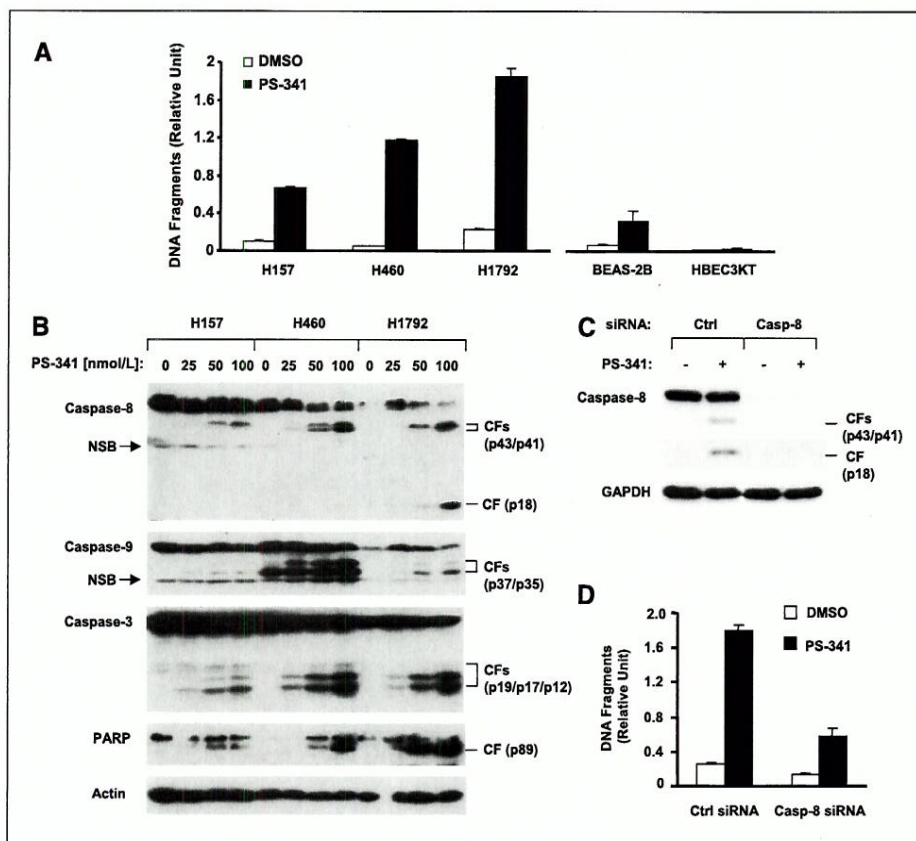 A
DNA Fragments (Relative Unit)
2
1.6
1.2
0.8
0.4
0
DMSO
PS-341
H157 H460 H1792 BEAS-2B HBEC3KT
B
H157 H460 H1792
PS-341 [nmol/L]: 0 25 50 100 0 25 50 100 0 25 50 100
Caspase-8
CFs
(p43/p41)
NSB
CF (p18)
Caspase-9
CFs
(p37/p35)
NSB
Caspase-3
CFs
(p19/p17/p12)
PARP
CF (p89)
Actin
C
siRNA: Ctrl Casp-8
PS-341: - + - +
Caspase-8
CFs
(p43/p41)
CF
(p18)
GAPDH
D
DNA Fragments
(Relative Unit)
2.0
1.6
1.2
0.8
0.4
0
DMSO
PS-341
Ctrl siRNA Casp-8 siRNA